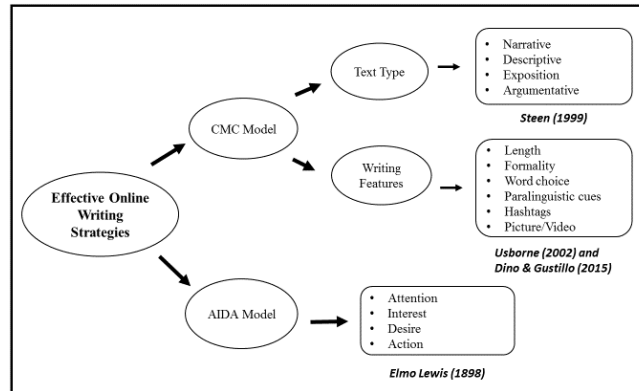 Effective Online
Writing
Strategies
CMC Model
Text Type
• Narrative
• Descriptive
• Exposition
• Argumentative
Steen (1999)
Writing
Features
• Length
• Formality
• Word choice
• Paralinguistic cues
• Hashtags
• Picture/Video
Usborne (2002) and
Dino & Gustillo (2015)
AIDA Model
• Attention
• Interest
• Desire
• Action
Elmo Lewis (1898)